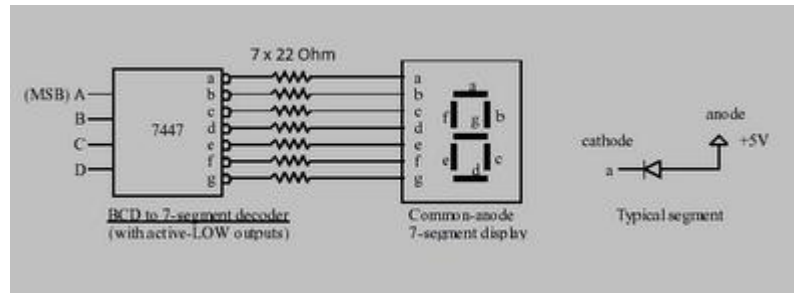 7 x 22 Ohm
(MSB) A
B
C
D
7447
a
b
c
d
e
f
g
a
b
c
d
e
f
g
a
f
g
b
e
d
c
BCD to 7-segment decoder
(with active-LOW outputs)
Common-anode
7-segment display
anode
cathode
+5V
a
Typical segment